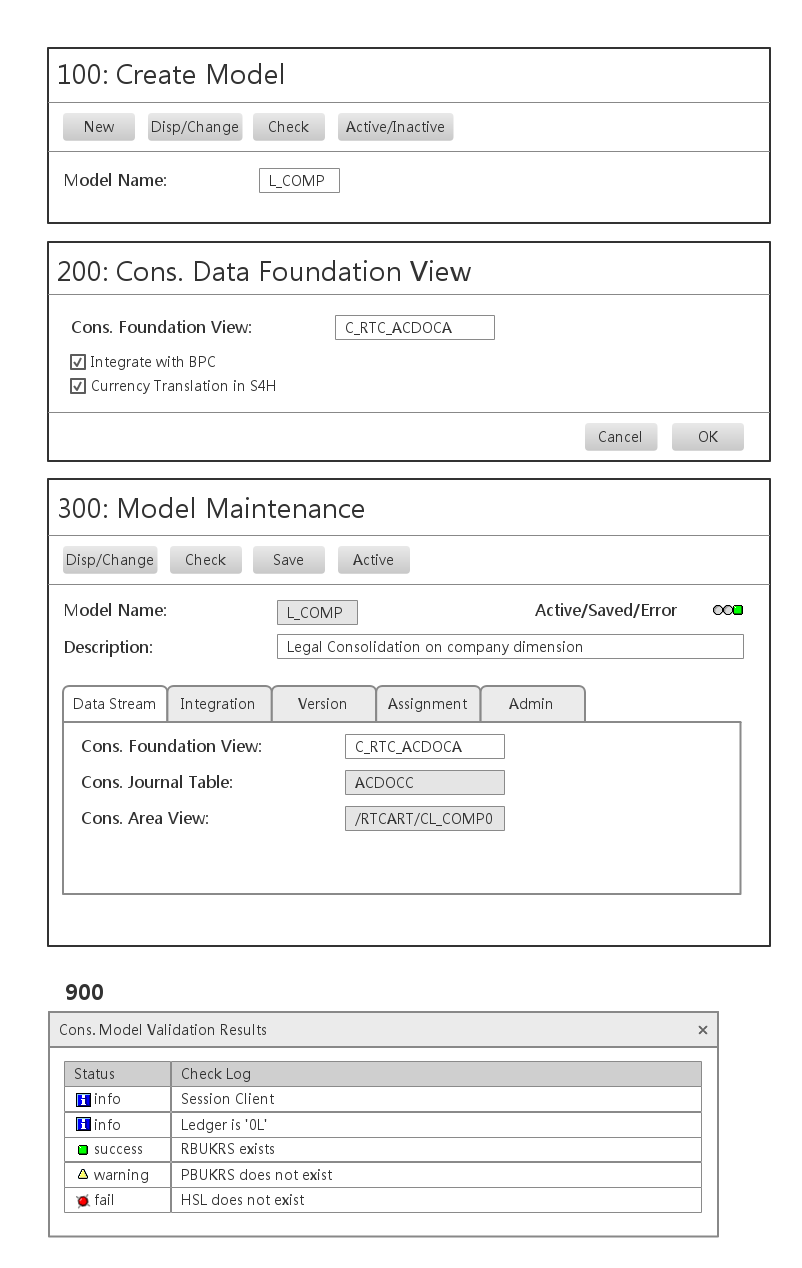 100: Create Model
New Disp/Change Check Active/Inactive
Model Name: L_COMP
200: Cons. Data Foundation View
Cons. Foundation View: C_RTC_ACDOCA
Integrate with BPC
Currency Translation in S4H
Cancel OK
300: Model Maintenance
Disp/Change Check Save Active
Model Name: L_COMP Active/Saved/Error
Description: Legal Consolidation on company dimension
Data Stream Integration Version Assignment Admin
Cons. Foundation View: C_RTC_ACDOCA
Cons. Journal Table: ACDOCC
Cons. Area View: /RTCART/CL_COMP0
900
Cons. Model Validation Results ×
Status Check Log
info Session Client
info Ledger is '0L'
success RBUKRS exists
warning PBUKRS does not exist
fail HSL does not exist